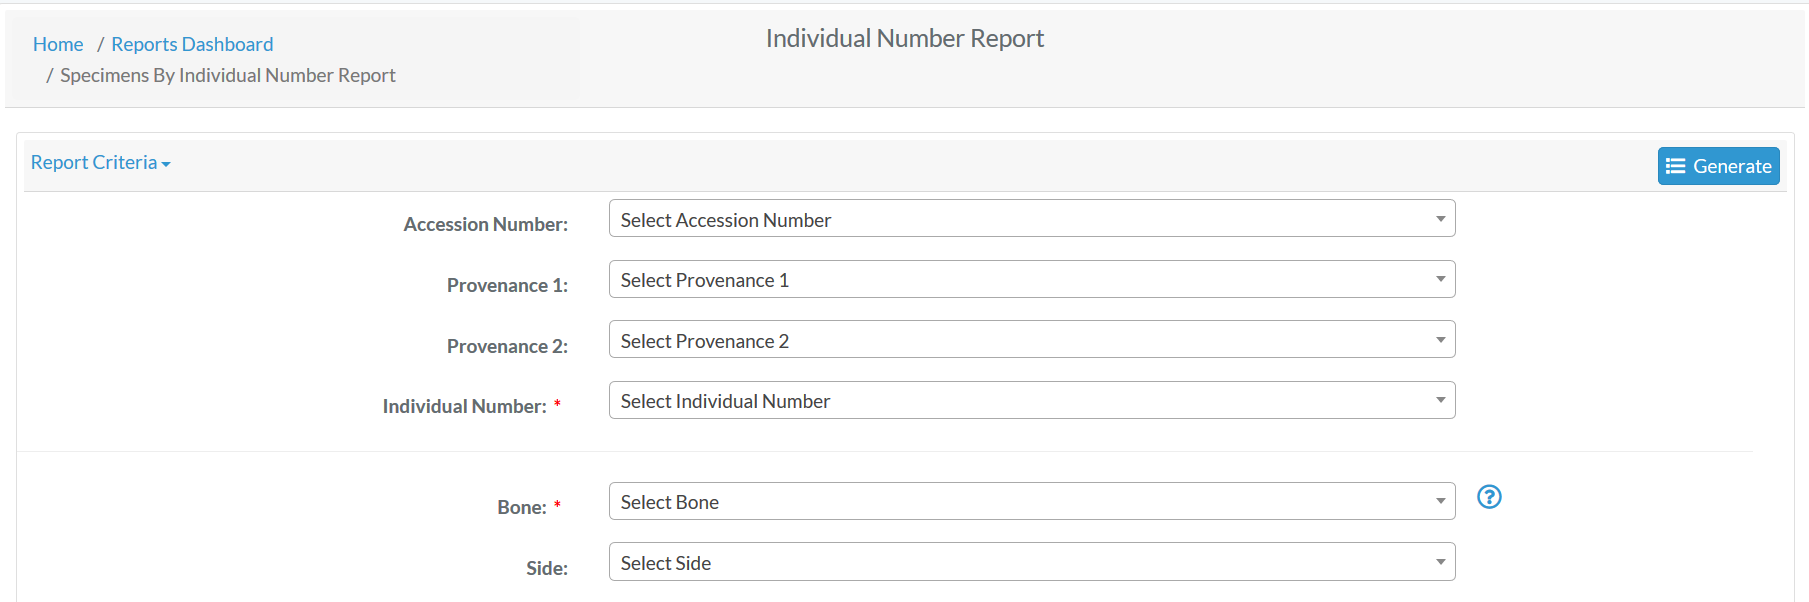 Home / Reports Dashboard
/ Specimens By Individual Number Report
Individual Number Report
Report Criteria
Generate
Accession Number: Select Accession Number
Provenance 1: Select Provenance 1
Provenance 2: Select Provenance 2
Individual Number: * Select Individual Number
Bone: * Select Bone ?
Side: Select Side